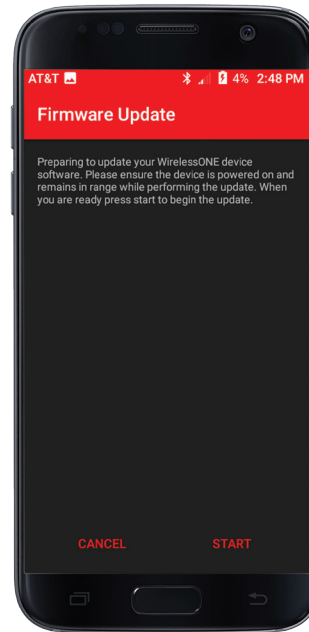 AT&T 4% 2:48 PM
Firmware Update
Preparing to update your WirelessONE device
software. Please ensure the device is powered on and
remains in range while performing the update. When
you are ready press start to begin the update.
CANCEL START